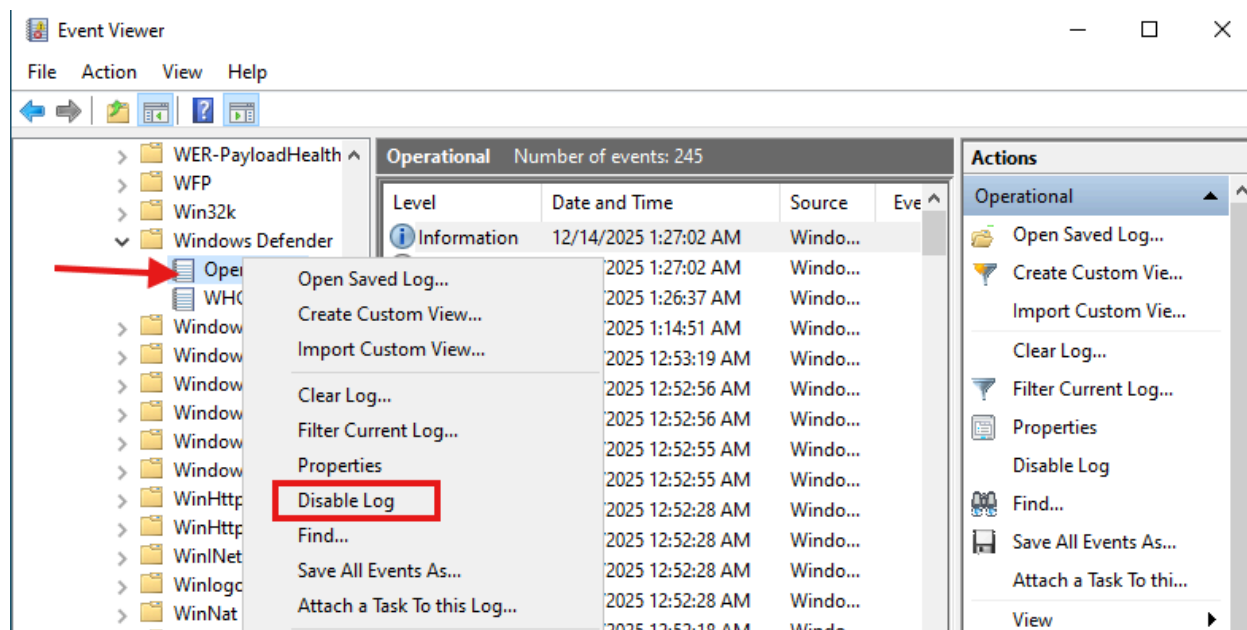 Event Viewer
File Action View Help
WER-PayloadHealth
WFP
Win32k
Windows Defender
Operational Number of events: 245
Level Date and Time Source Eve
Information 12/14/2025 1:27:02 AM Windo...
/2025 1:27:02 AM Windo...
/2025 1:26:37 AM Windo...
/2025 1:14:51 AM Windo...
/2025 12:53:19 AM Windo...
/2025 12:52:56 AM Windo...
/2025 12:52:56 AM Windo...
/2025 12:52:55 AM Windo...
/2025 12:52:55 AM Windo...
/2025 12:52:28 AM Windo...
/2025 12:52:28 AM Windo...
/2025 12:52:28 AM Windo...
/2025 12:52:28 AM Windo...
Oper
WHC
Window
Window
Window
Window
Window
Window
WinHttp
WinHttp
WinINet
Winlogo
WinNat
Open Saved Log...
Create Custom View...
Import Custom View...
Clear Log...
Filter Current Log...
Properties
Disable Log
Find...
Save All Events As...
Attach a Task To this Log...
Actions
Operational
Open Saved Log...
Create Custom Vie...
Import Custom Vie...
Clear Log...
Filter Current Log...
Properties
Disable Log
Find...
Save All Events As...
Attach a Task To thi...
View